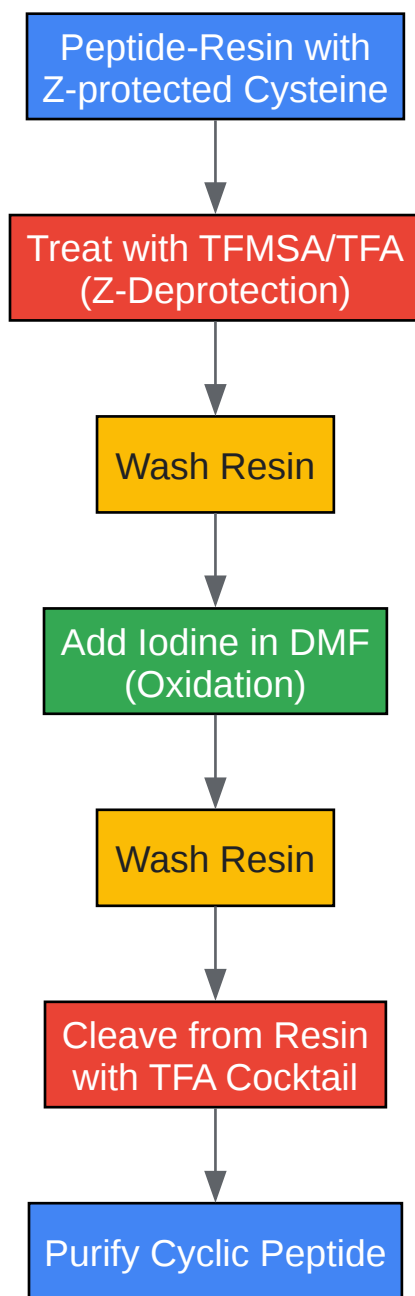 Peptide-Resin with
Z-protected Cysteine
Treat with TFMSA/TFA
(Z-Deprotection)
Wash Resin
Add Iodine in DMF
(Oxidation)
Wash Resin
Cleave from Resin
with TFA Cocktail
Purify Cyclic Peptide